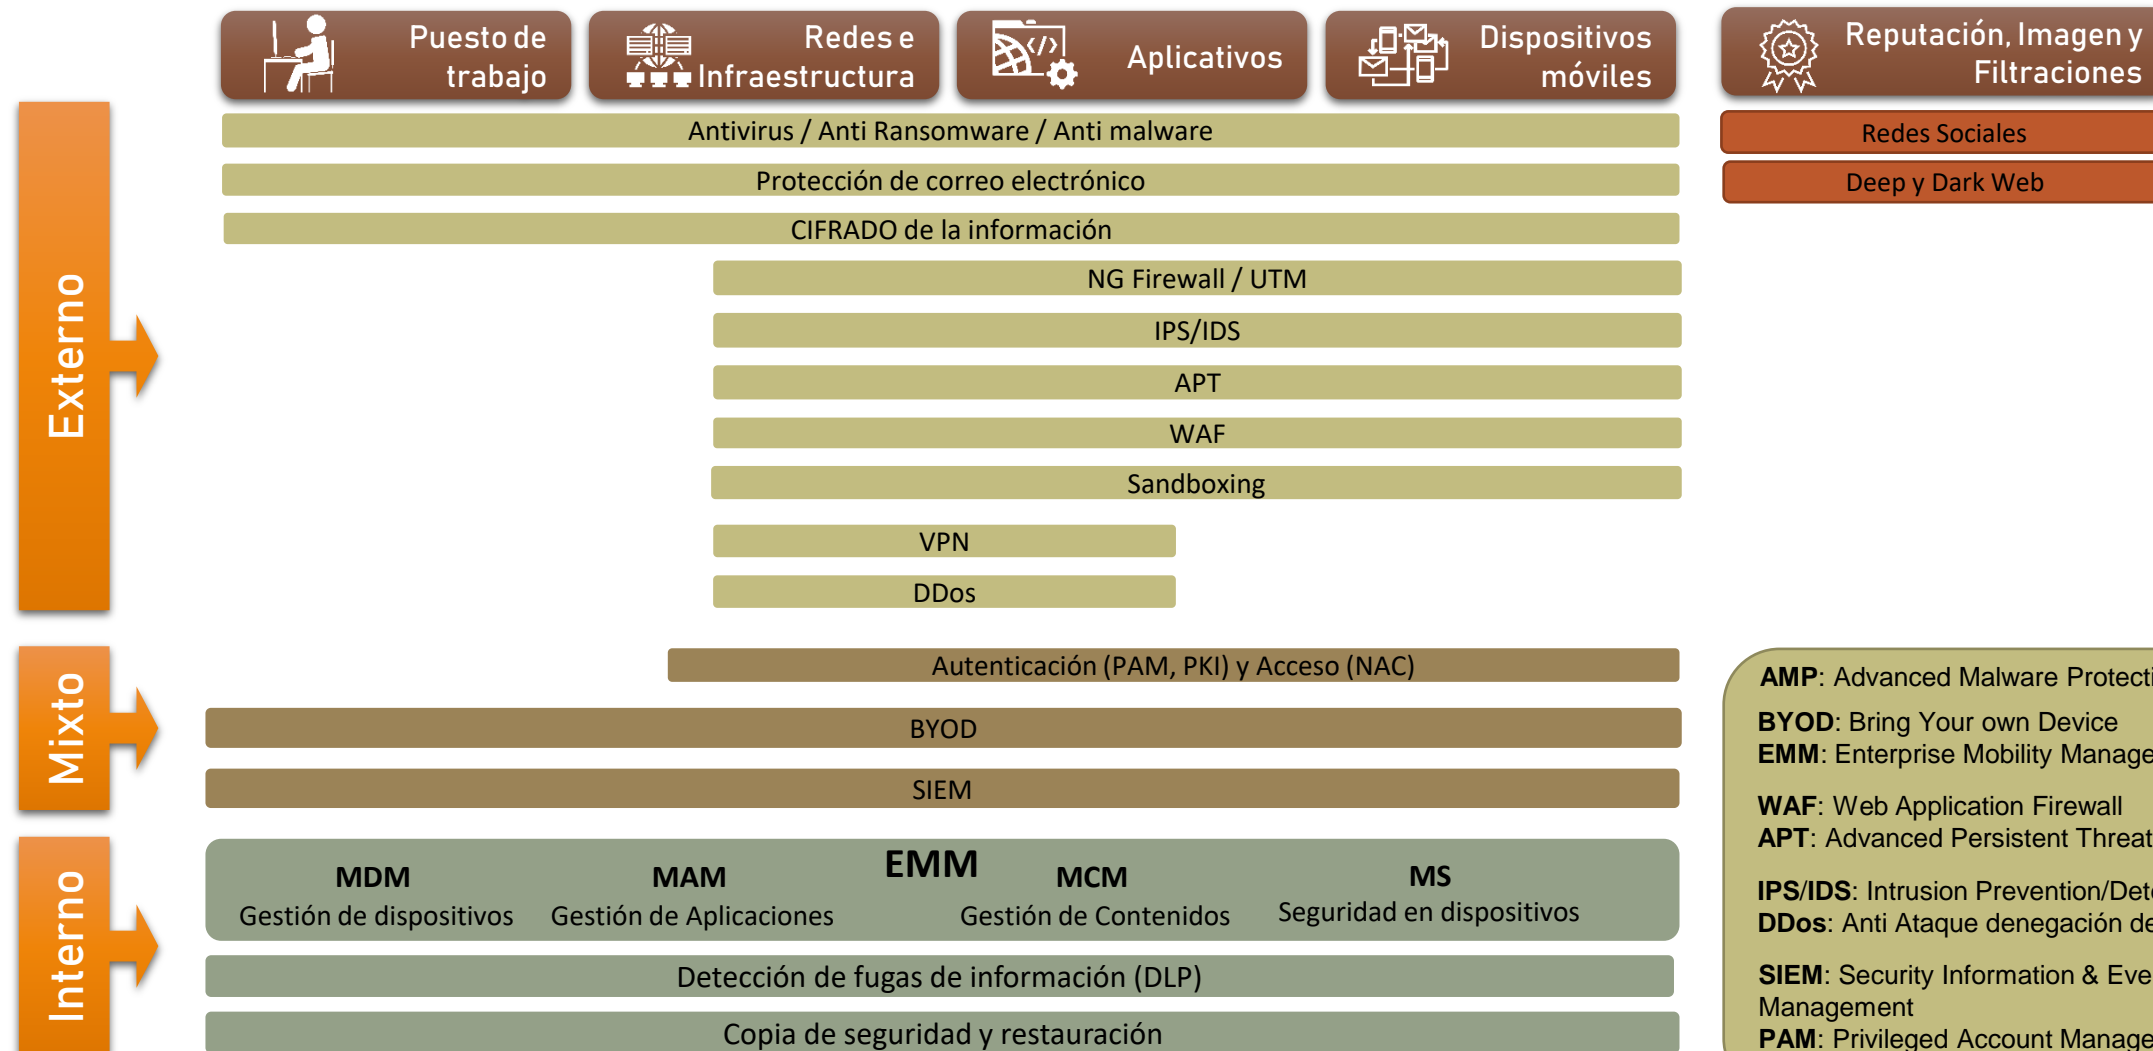 Puesto de
trabajo
Redes e
Infraestructura
Aplicativos
Dispositivos
móviles
Reputación, Imagen y
Filtraciones
Externo
Antivirus / Anti Ransomware / Anti malware
Redes Sociales
Protección de correo electrónico
Deep y Dark Web
CIFRADO de la información
NG Firewall / UTM
IPS/IDS
APT
WAF
Sandboxing
VPN
DDos
Mixto
Autenticación (PAM, PKI) y Acceso (NAC)
BYOD
SIEM
Interno
EMM
MDM
Gestión de dispositivos
MAM
Gestión de Aplicaciones
MCM
Gestión de Contenidos
MS
Seguridad en dispositivos
Detección de fugas de información (DLP)
Copia de seguridad y restauración
AMP: Advanced Malware Protecti
BYOD: Bring Your own Device
EMM: Enterprise Mobility Manage
WAF: Web Application Firewall
APT: Advanced Persistent Threat
IPS/IDS: Intrusion Prevention/Dete
DDos: Anti Ataque denegación de
SIEM: Security Information & Eve
Management
PAM: Privileged Account Manage